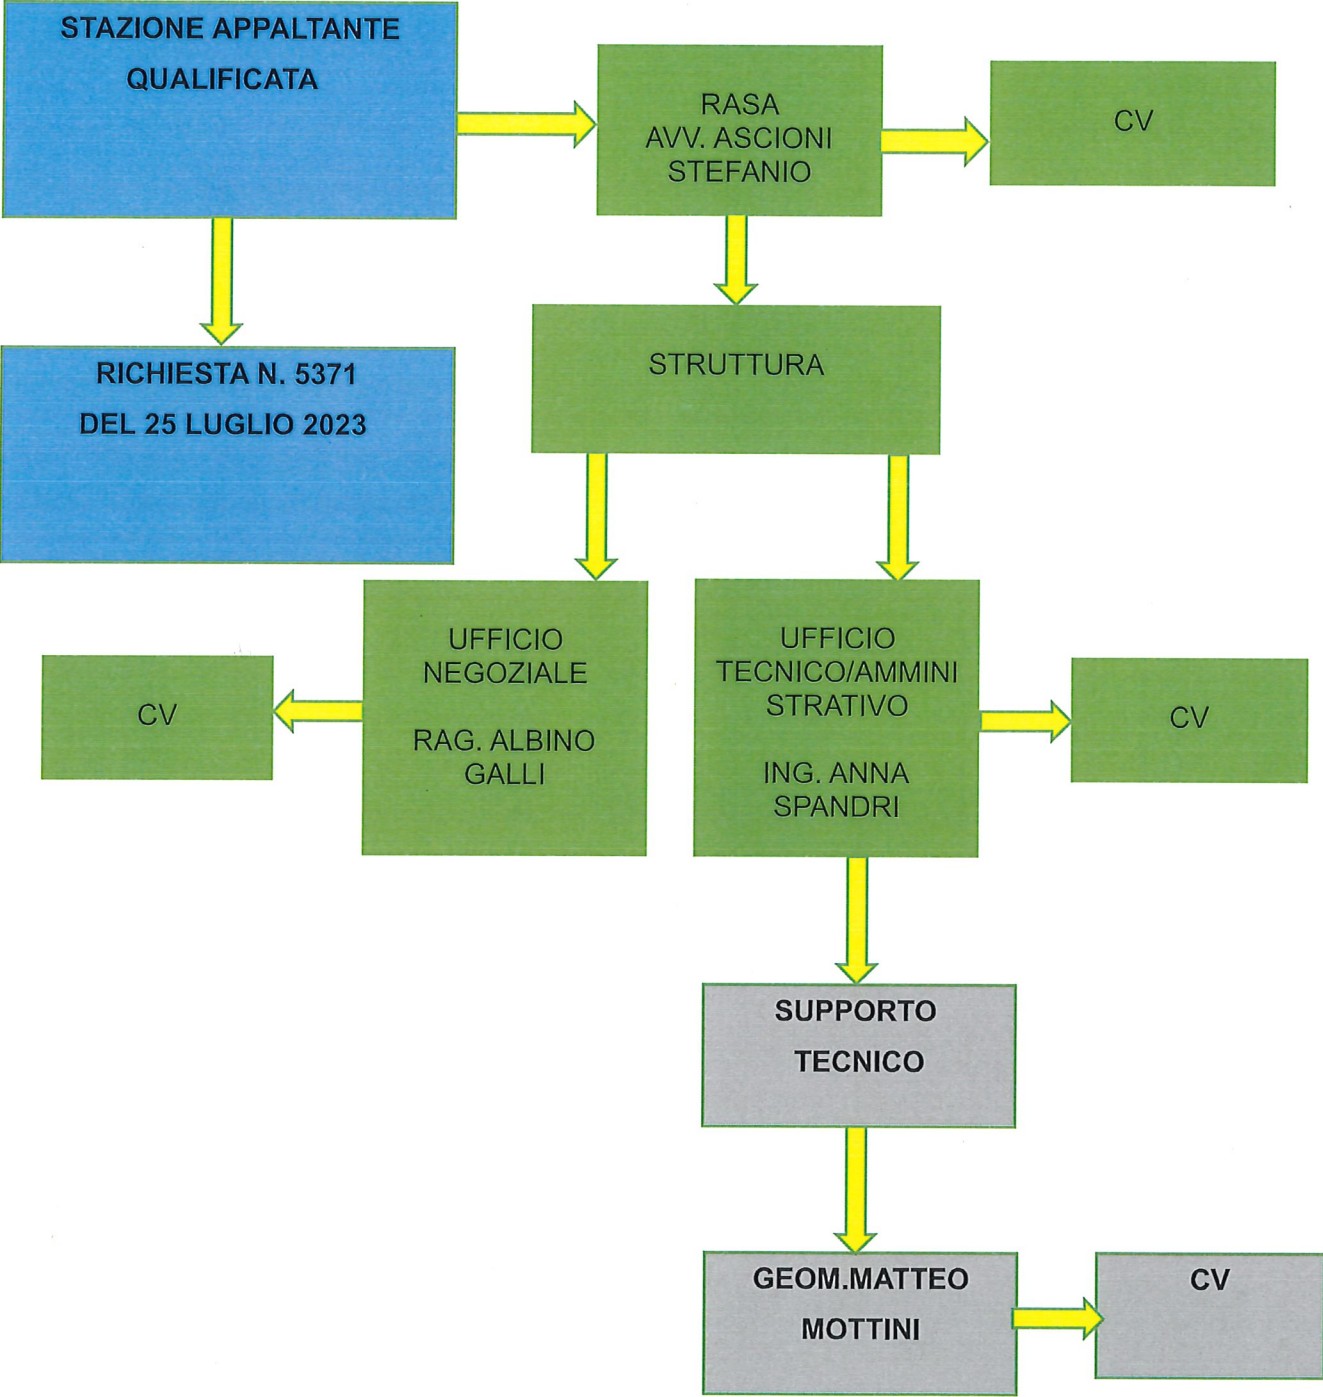 STAZIONE APPALTANTE
QUALIFICATA
RASA
AVV. ASCIONI
STEFANIO
CV
RICHIESTA N. 5371
DEL 25 LUGLIO 2023
STRUTTURA
CV
UFFICIO
NEGOZIALE
RAG. ALBINO
GALLI
UFFICIO
TECNICO/AMMINI
STRATIVO
ING. ANNA
SPANDRI
CV
SUPPORTO
TECNICO
GEOM.MATTEO
MOTTINI
CV